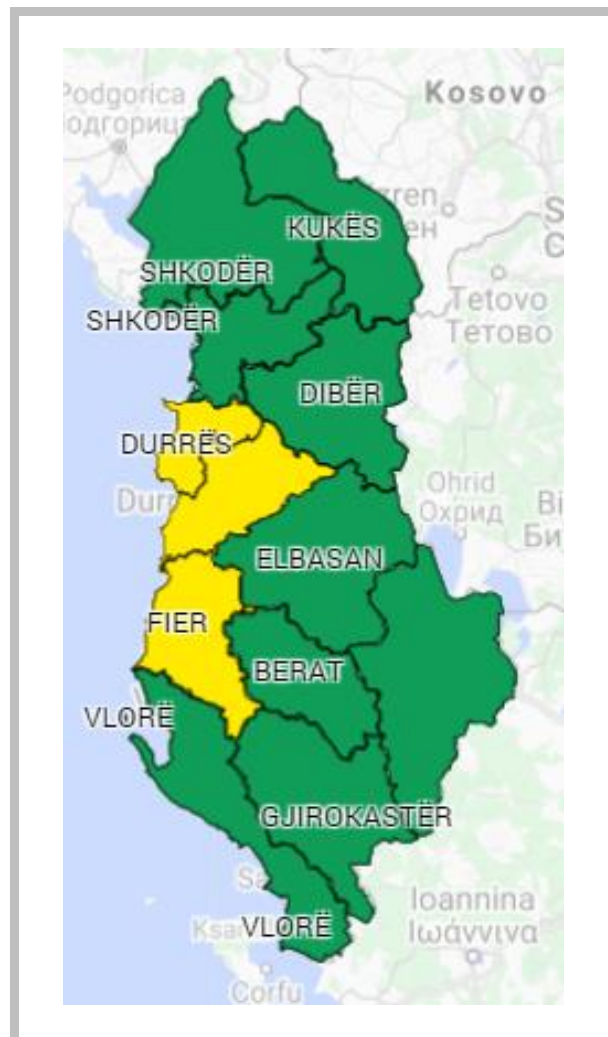 Podgorica
Kosovo
KUKËS
SHKODËR
SHKODËR
Tetovo
Тетово
DIBËR
DURRËS
Ohrid
Охрид
ELBASAN
FIER
BERAT
VLORË
GJIROKASTËR
Ioannina
Ιωάννινα
VLORË
Corfu